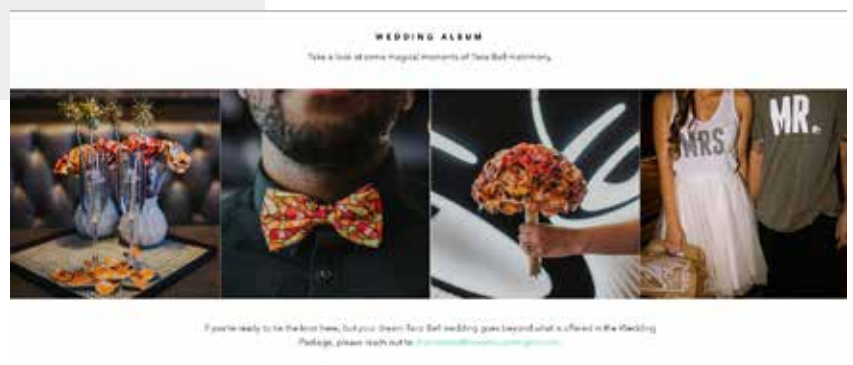 WEDDING ALBUM
Take a look at some magical moments of Taco Bell matrimony.
MRS.
MR.
If you're ready to tie the knot here, but your dream Taco Bell wedding goes beyond what is offered in the Wedding
Package, please reach out to